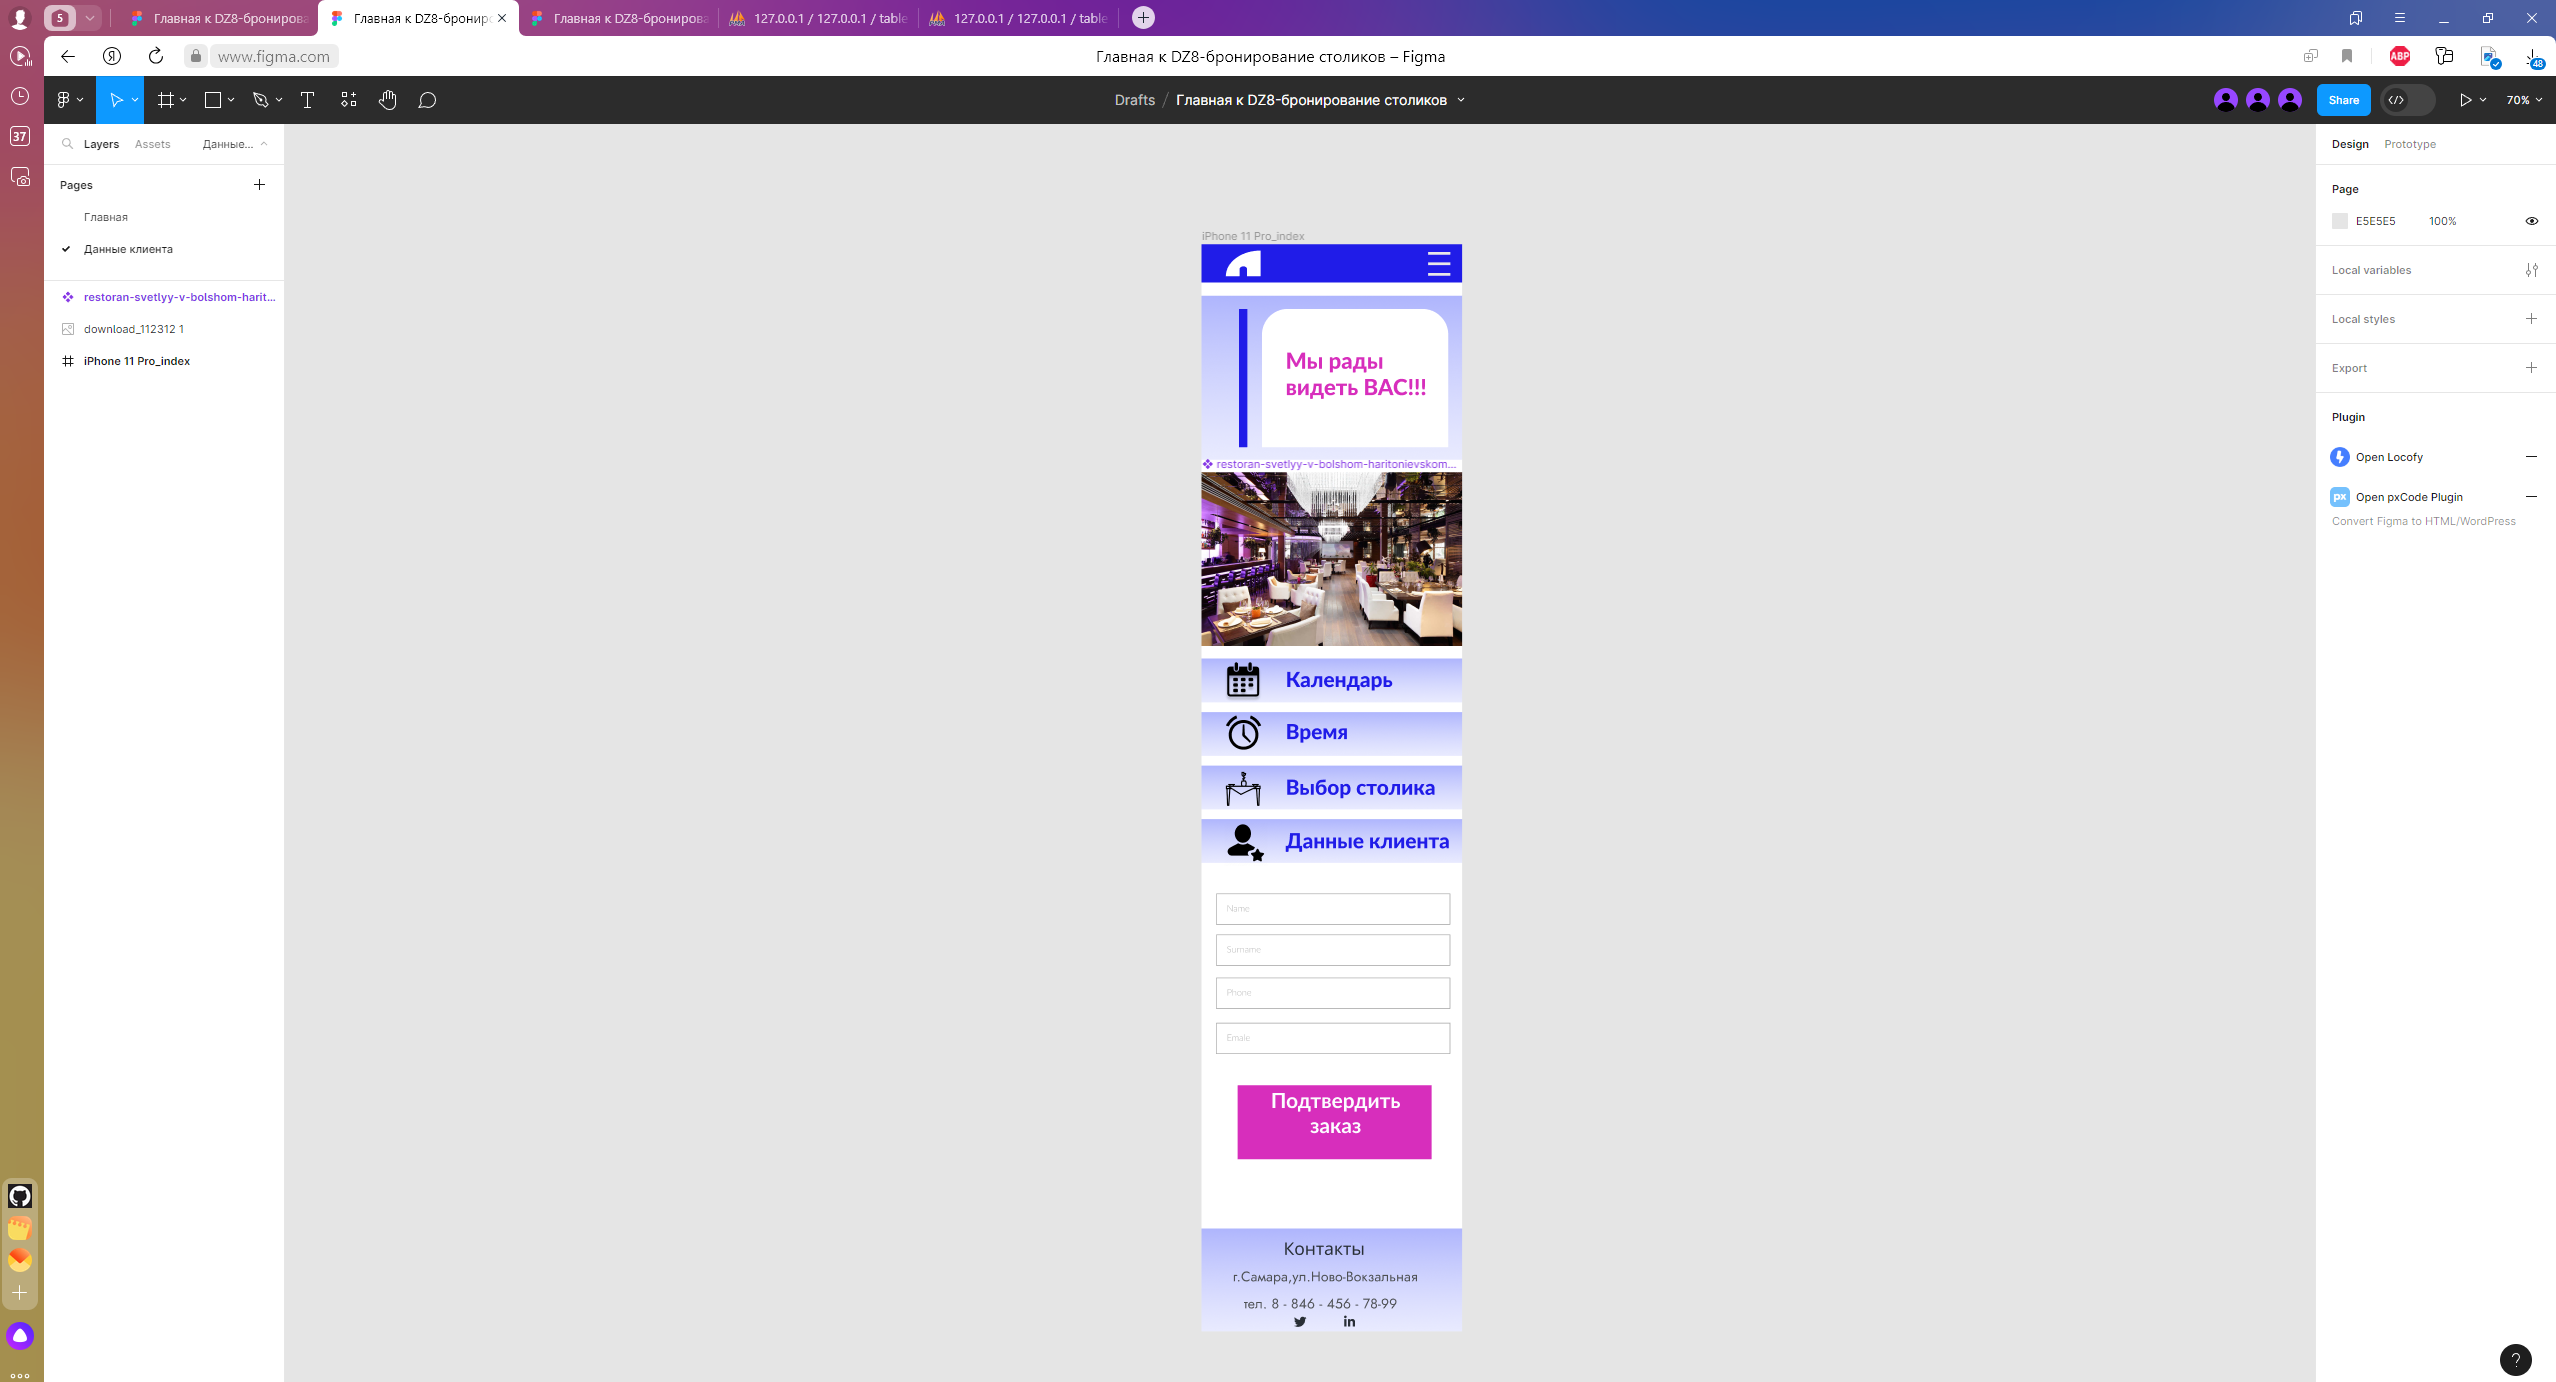 5
Главная к DZ8-брониров
Главная к DZ8-брониро
Главная к DZ8-брониров
127.0.0.1 / 127.0.0.1 / table
127.0.0.1 / 127.0.0.1 / table
www.figma.com
Главная к DZ8-бронирование столиков – Figma
ABP
48
37
Drafts / Главная к DZ8-бронирование столиков
Share
70%
Layers
Assets
Данные...
Pages
Главная
Данные клиента
restoran-svetlyy-v-bolshom-harit...
download_112312 1
iPhone 11 Pro_index
iPhone 11 Pro_index
Мы рады
видеть ВАС!!!
restoran-svetlyy-v-bolshom-haritonievskom...
Календарь
Время
Выбор столика
Данные клиента
Name
Surname
Phone
Emale
Подтвердить
заказ
Контакты
г.Самара,ул.Ново-Вокзальная
тел. 8 - 846 - 456 - 78-99
in
Design
Prototype
Page
E5E5E5
100%
Local variables
Local styles
Export
Plugin
Open Locofy
px
Open pxCode Plugin
Convert Figma to HTML/WordPress
?